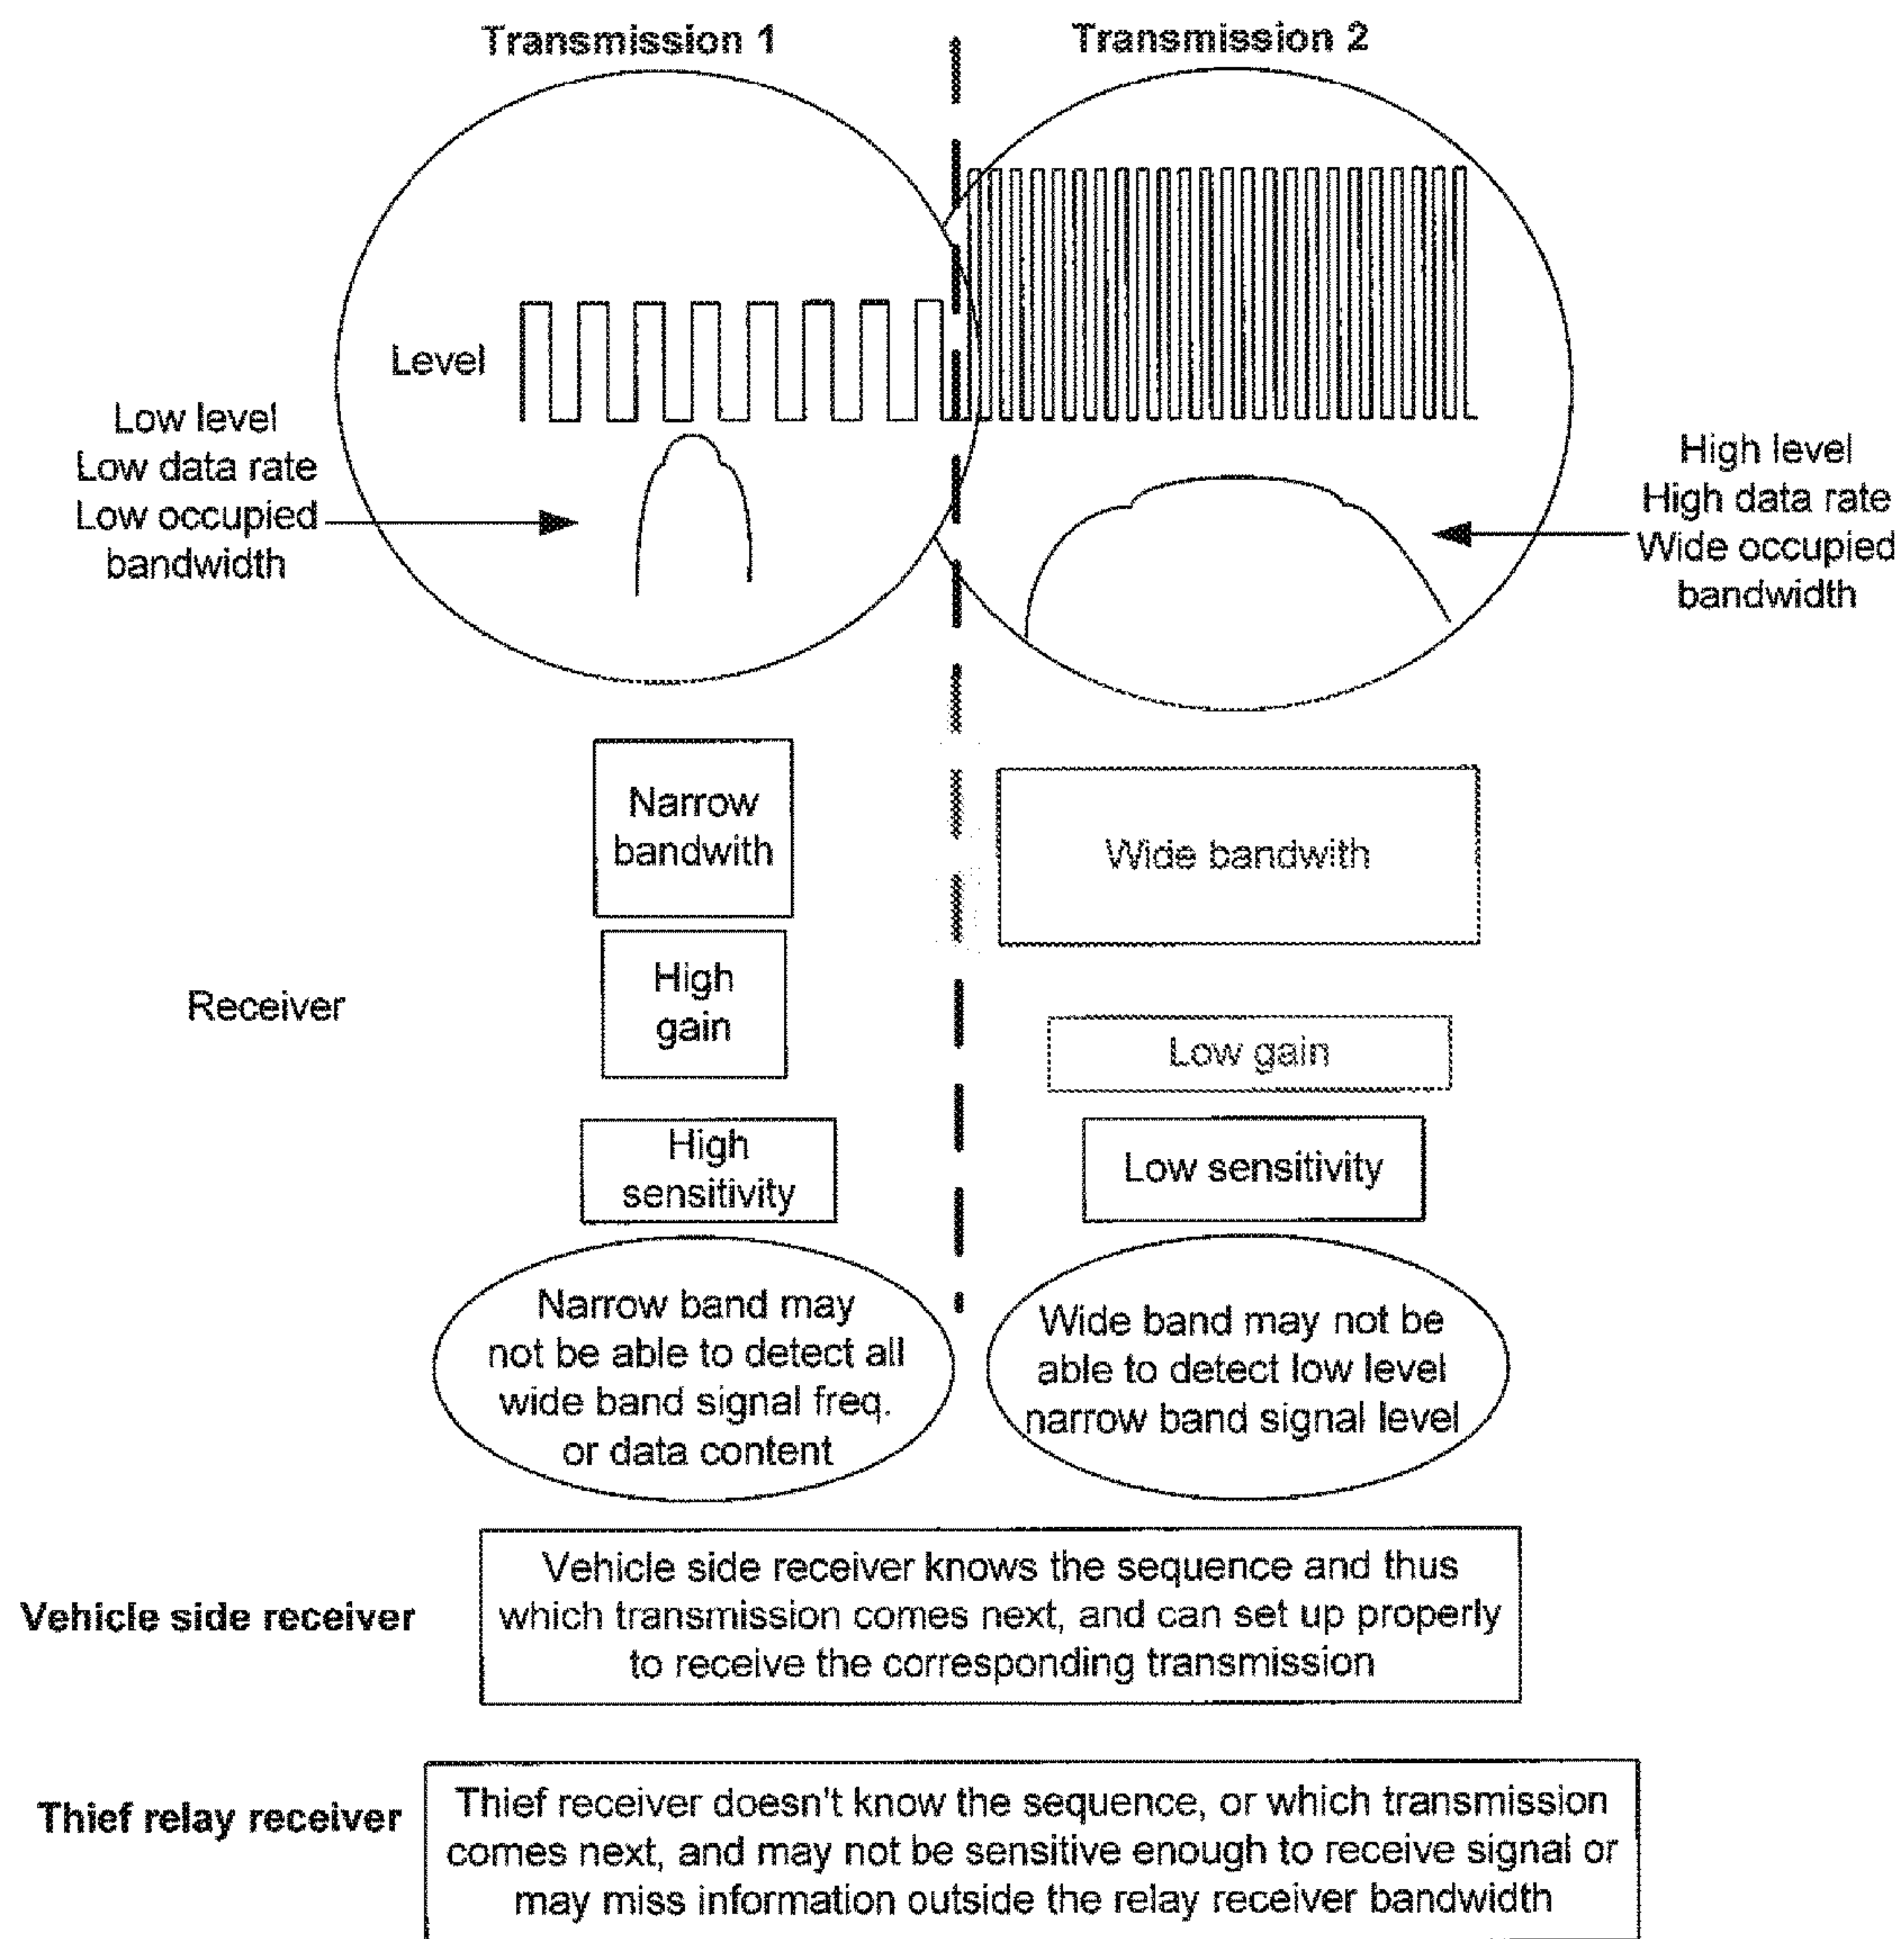 Transmission 1
Transmission 2
Level
Low level
Low data rate
Low occupied
bandwidth
High level
High data rate
Wide occupied
bandwidth
Narrow
bandwith
Wide bandwith
Receiver
High
gain
Low gain
High
sensitivity
Low sensitivity
Narrow band may
not be able to detect all
wide band signal freq.
or data content
Wide band may not be
able to detect low level
narrow band signal level
Vehicle side receiver
Vehicle side receiver knows the sequence and thus
which transmission comes next, and can set up properly
to receive the corresponding transmission
Thief relay receiver
Thief receiver doesn't know the sequence, or which transmission
comes next, and may not be sensitive enough to receive signal or
may miss information outside the relay receiver bandwidth